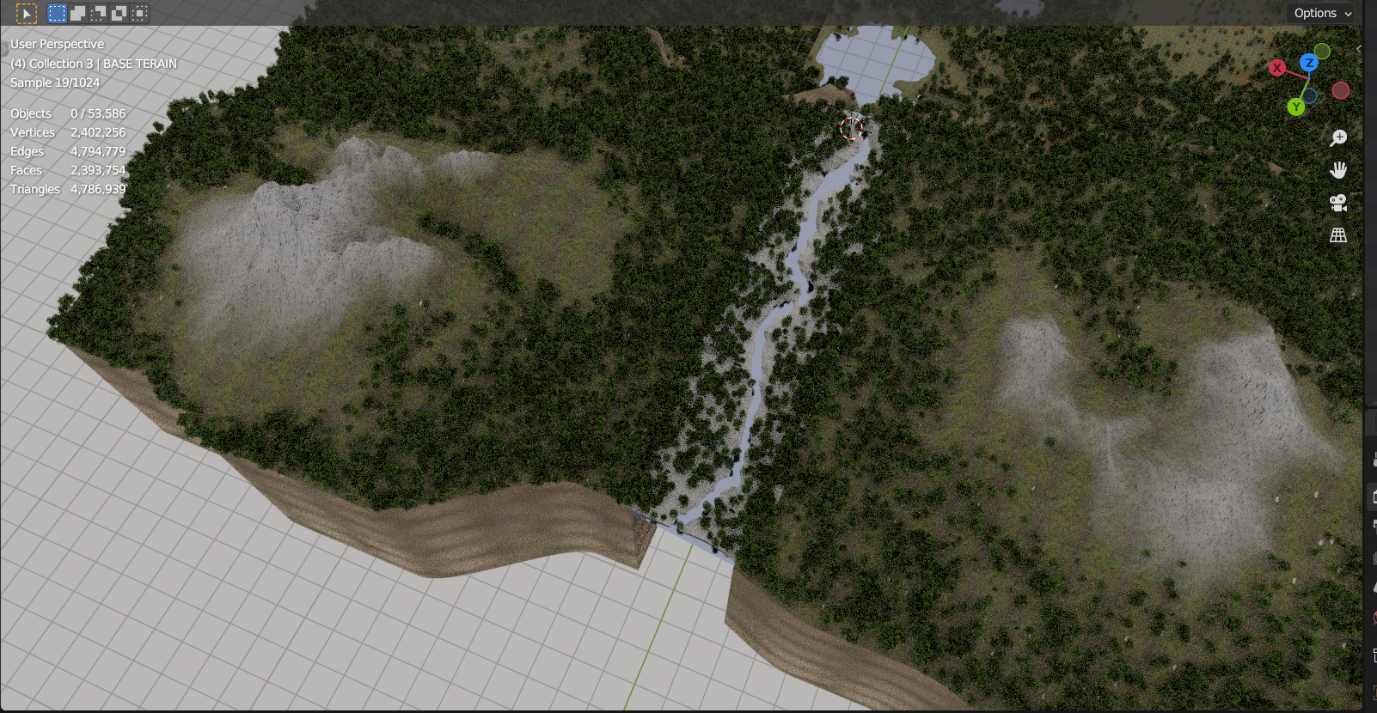 Options
User Perspective
(4) Collection 3 | BASE TERAIN
Sample 19/1024
Objects 0 / 53,586
Vertices 2,402,256
Edges 4,794,779
Faces 2,393,754
Triangles 4,786,939
Z
X
Y